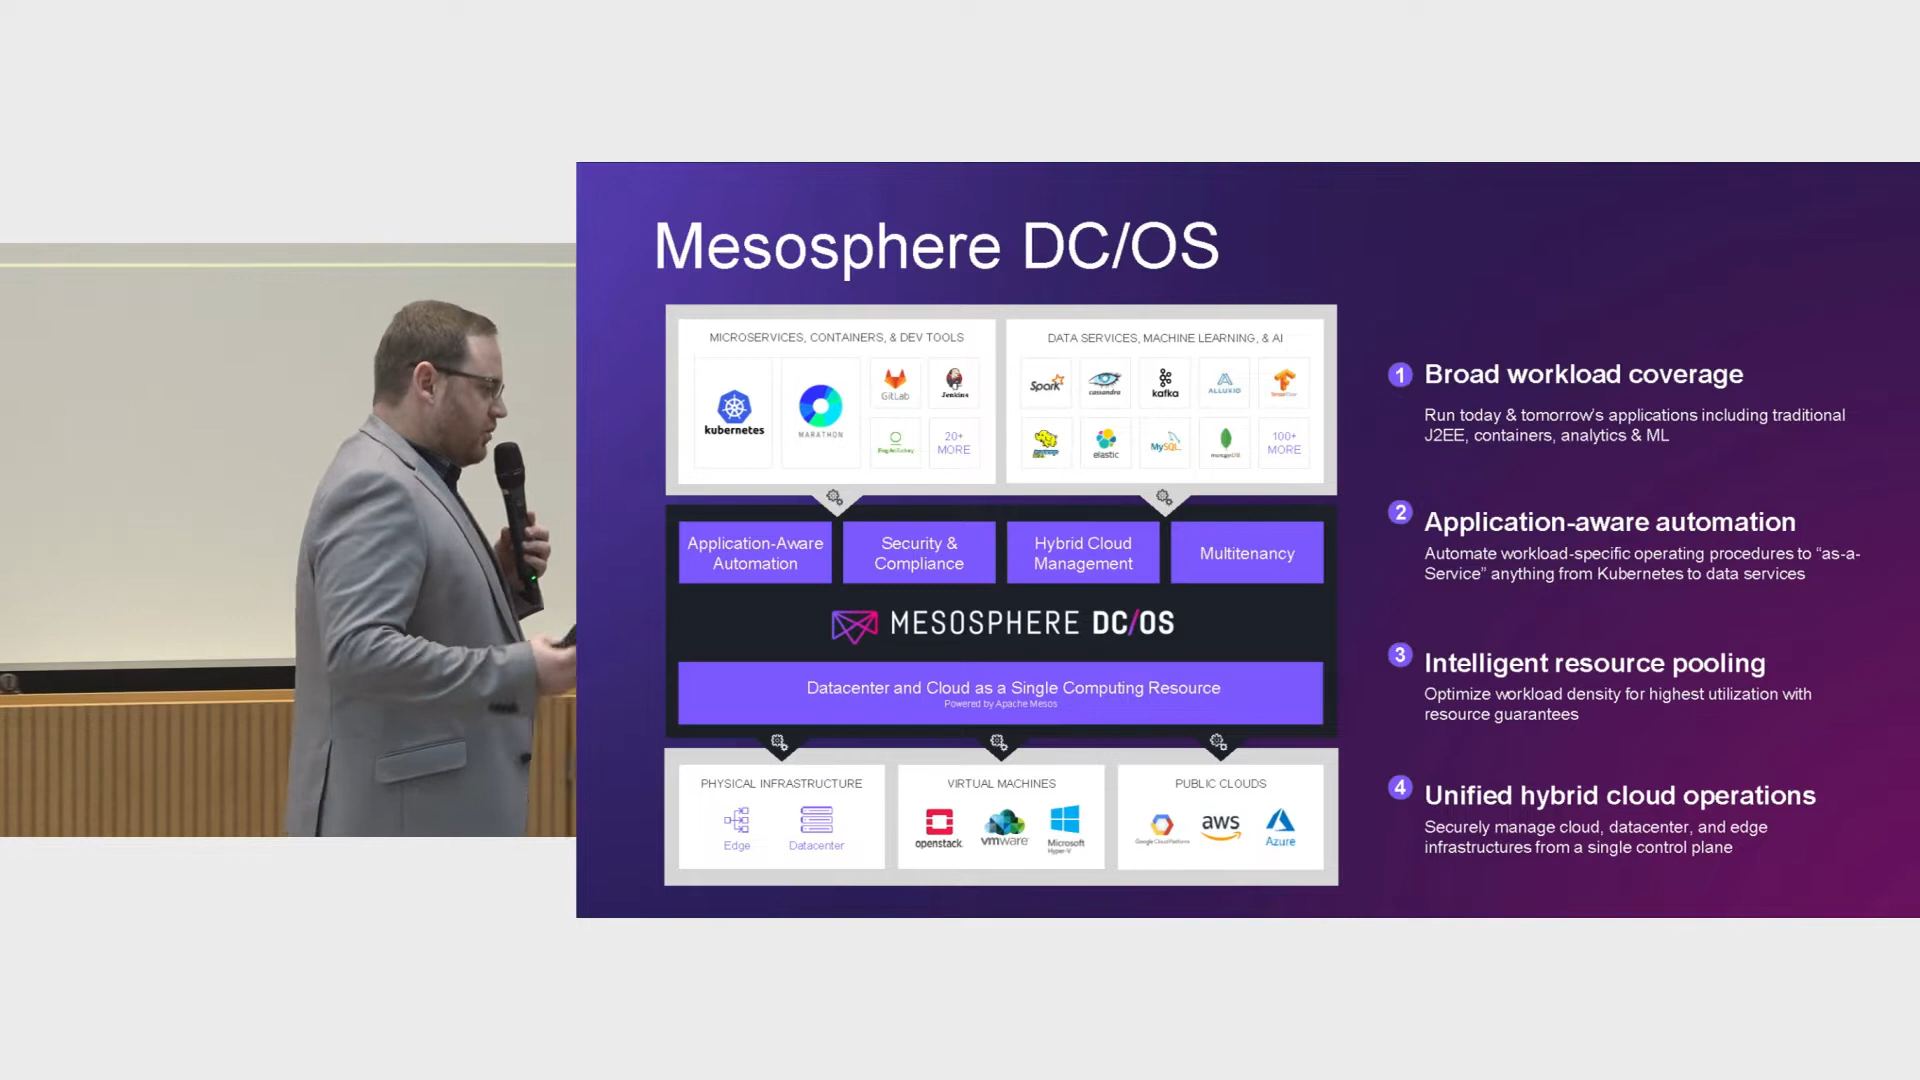 Mesosphere DC/OS
MICROSERVICES, CONTAINERS, & DEV TOOLS
kubernetes
MARATHON
GitLab
Jenkins
JFrog Artifactory
20+
MORE
DATA SERVICES, MACHINE LEARNING, & AI
Spark
cassandra
kafka
ALLUXIO
TensorFlow
elastic
MySQL
mongoDB
100+
MORE
Application-Aware
Automation
Security &
Compliance
Hybrid Cloud
Management
Multitenancy
MESOSPHERE DC/OS
Datacenter and Cloud as a Single Computing Resource
Powered by Apache Mesos
PHYSICAL INFRASTRUCTURE
Edge
Datacenter
VIRTUAL MACHINES
openstack.
vmware
Microsoft
Hyper-V
PUBLIC CLOUDS
Google Cloud Platform
aws
Azure
1 Broad workload coverage
Run today & tomorrow's applications including traditional
J2EE, containers, analytics & ML
2 Application-aware automation
Automate workload-specific operating procedures to “as-a-
Service” anything from Kubernetes to data services
3 Intelligent resource pooling
Optimize workload density for highest utilization with
resource guarantees
4 Unified hybrid cloud operations
Securely manage cloud, datacenter, and edge
infrastructures from a single control plane